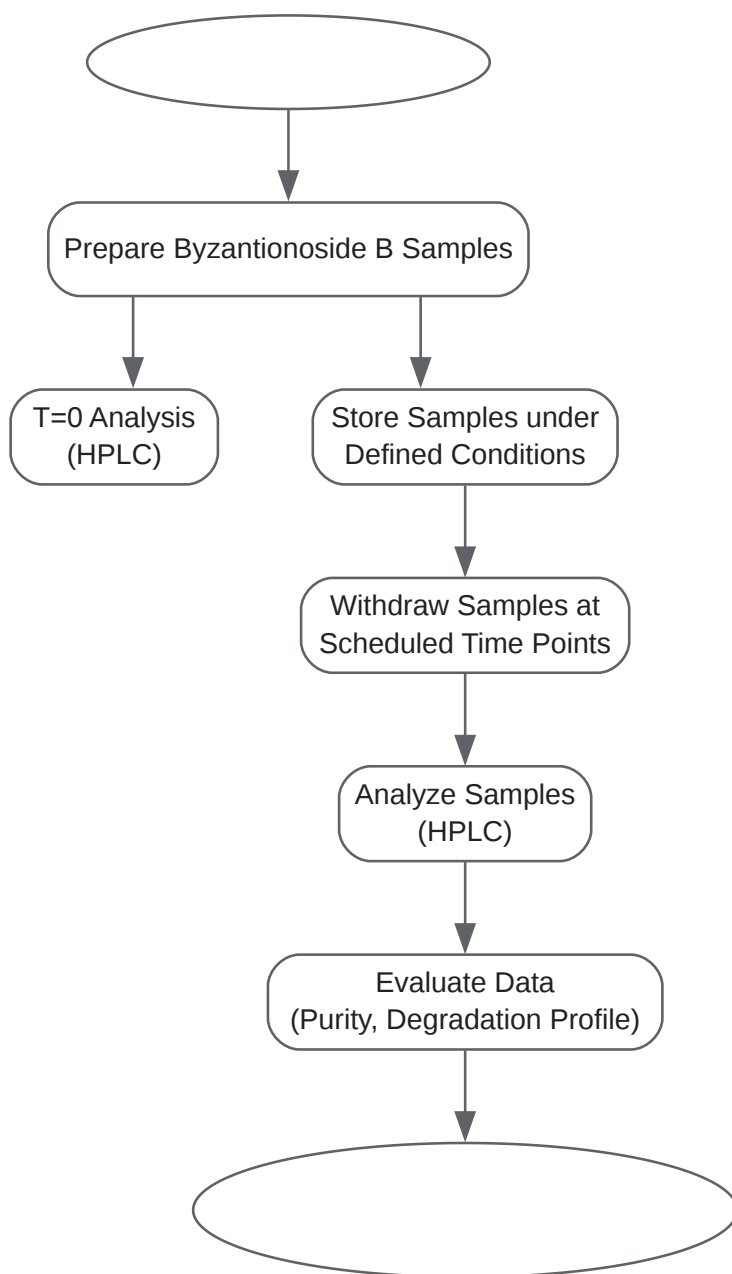 Prepare Byzantionoside B Samples
T=0 Analysis
(HPLC)
Store Samples under
Defined Conditions
Withdraw Samples at
Scheduled Time Points
Analyze Samples
(HPLC)
Evaluate Data
(Purity, Degradation Profile)